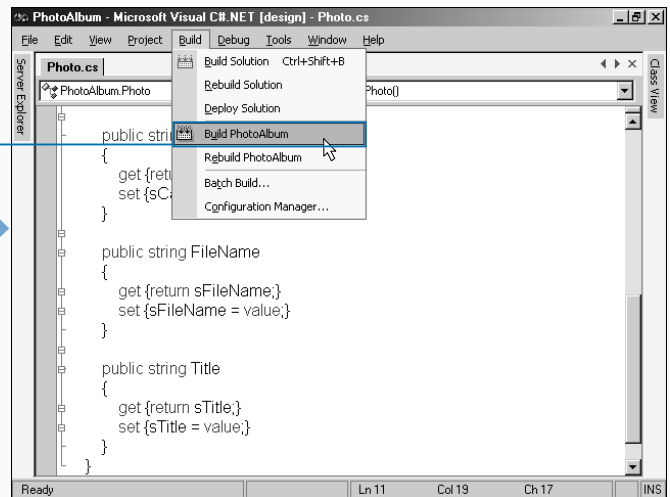 PhotoAlbum - Microsoft Visual C#.NET [design] - Photo.cs
File Edit View Project Build Debug Tools Window Help
Server Explorer
Photo.cs
Class View
PhotoAlbum.Photo
Photo()
Build Solution Ctrl+Shift+B
Rebuild Solution
Deploy Solution
Build PhotoAlbum
Rebuild PhotoAlbum
Batch Build...
Configuration Manager...
public
{
get
set
}
public string FileName
{
get {return sFileName;}
set {sFileName = value;}
}
public string Title
{
get {return sTitle;}
set {sTitle = value;}
}
}
Ready Ln 11 Col 19 Ch 17 INS